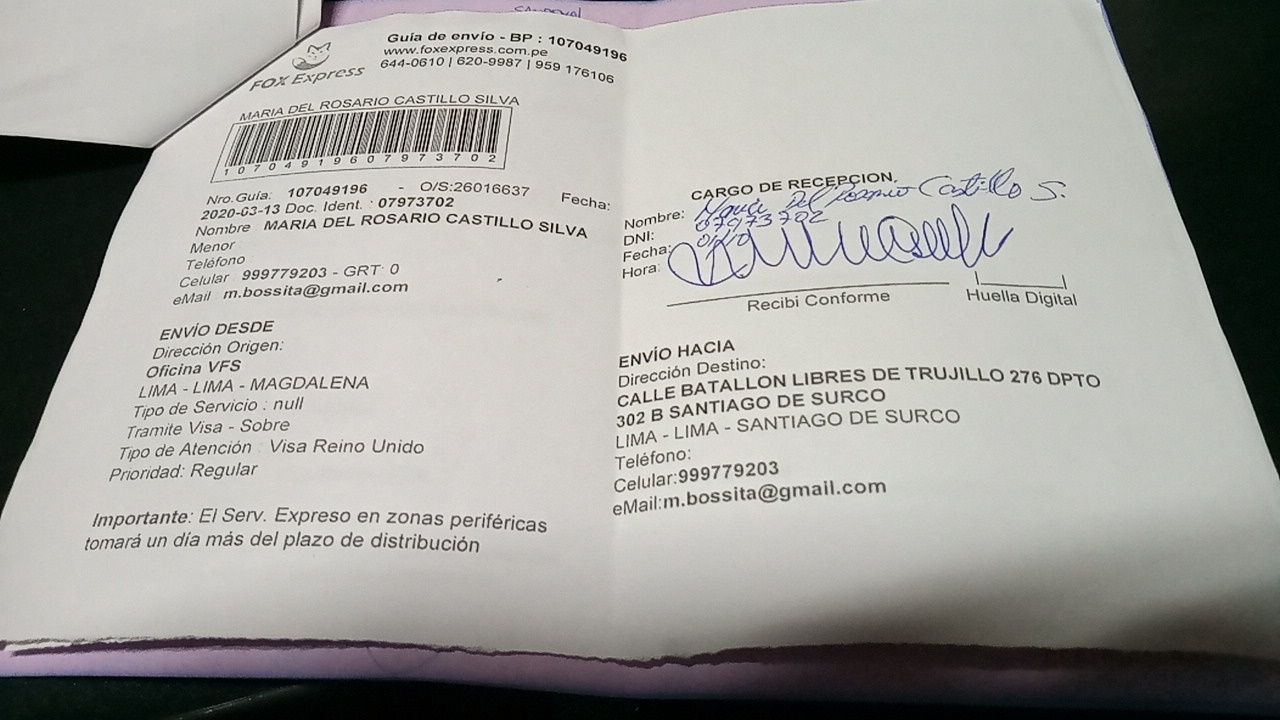 SANDOVAL
FOX Express
Guía de envío - BP : 107049196
www.foxexpress.com.pe
644-0610 | 620-9987 | 959 176106
MARIA DEL ROSARIO CASTILLO SILVA
10704919607973702
Nro.Guía: 107049196 - O/S:26016637 Fecha:
2020-03-13 Doc. Ident. : 07973702
Nombre MARIA DEL ROSARIO CASTILLO SILVA
Menor
Teléfono
Celular 999779203 - GRT: 0
eMail m.bossita@gmail.com
ENVÍO DESDE
Dirección Origen:
Oficina VFS
LIMA - LIMA - MAGDALENA
Tipo de Servicio : null
Tramite Visa - Sobre
Tipo de Atención : Visa Reino Unido
Prioridad: Regular
Importante: El Serv. Expreso en zonas periféricas
tomará un día más del plazo de distribución
CARGO DE RECEPCION.
Nombre: María Del Rosario Castillo S.
DNI: 07973702
Fecha:
Hora:
Recibi Conforme
Huella Digital
ENVÍO HACIA
Dirección Destino:
CALLE BATALLON LIBRES DE TRUJILLO 276 DPTO
302 B SANTIAGO DE SURCO
LIMA - LIMA - SANTIAGO DE SURCO
Teléfono:
Celular:999779203
eMail:m.bossita@gmail.com